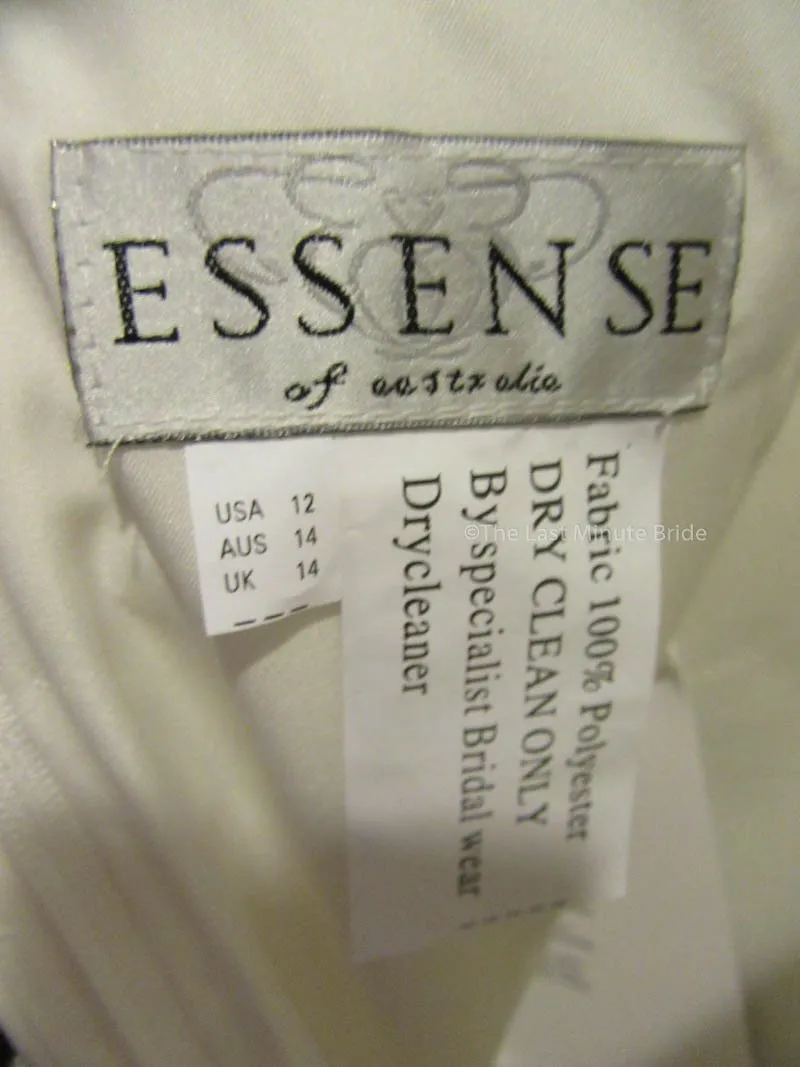 ESSENSE
of australia
USA 12
AUS 14
UK 14
Fabric 100% Polyester
DRY CLEAN ONLY
By specialist Bridal wear
Drycleaner
©The Last Minute Bride